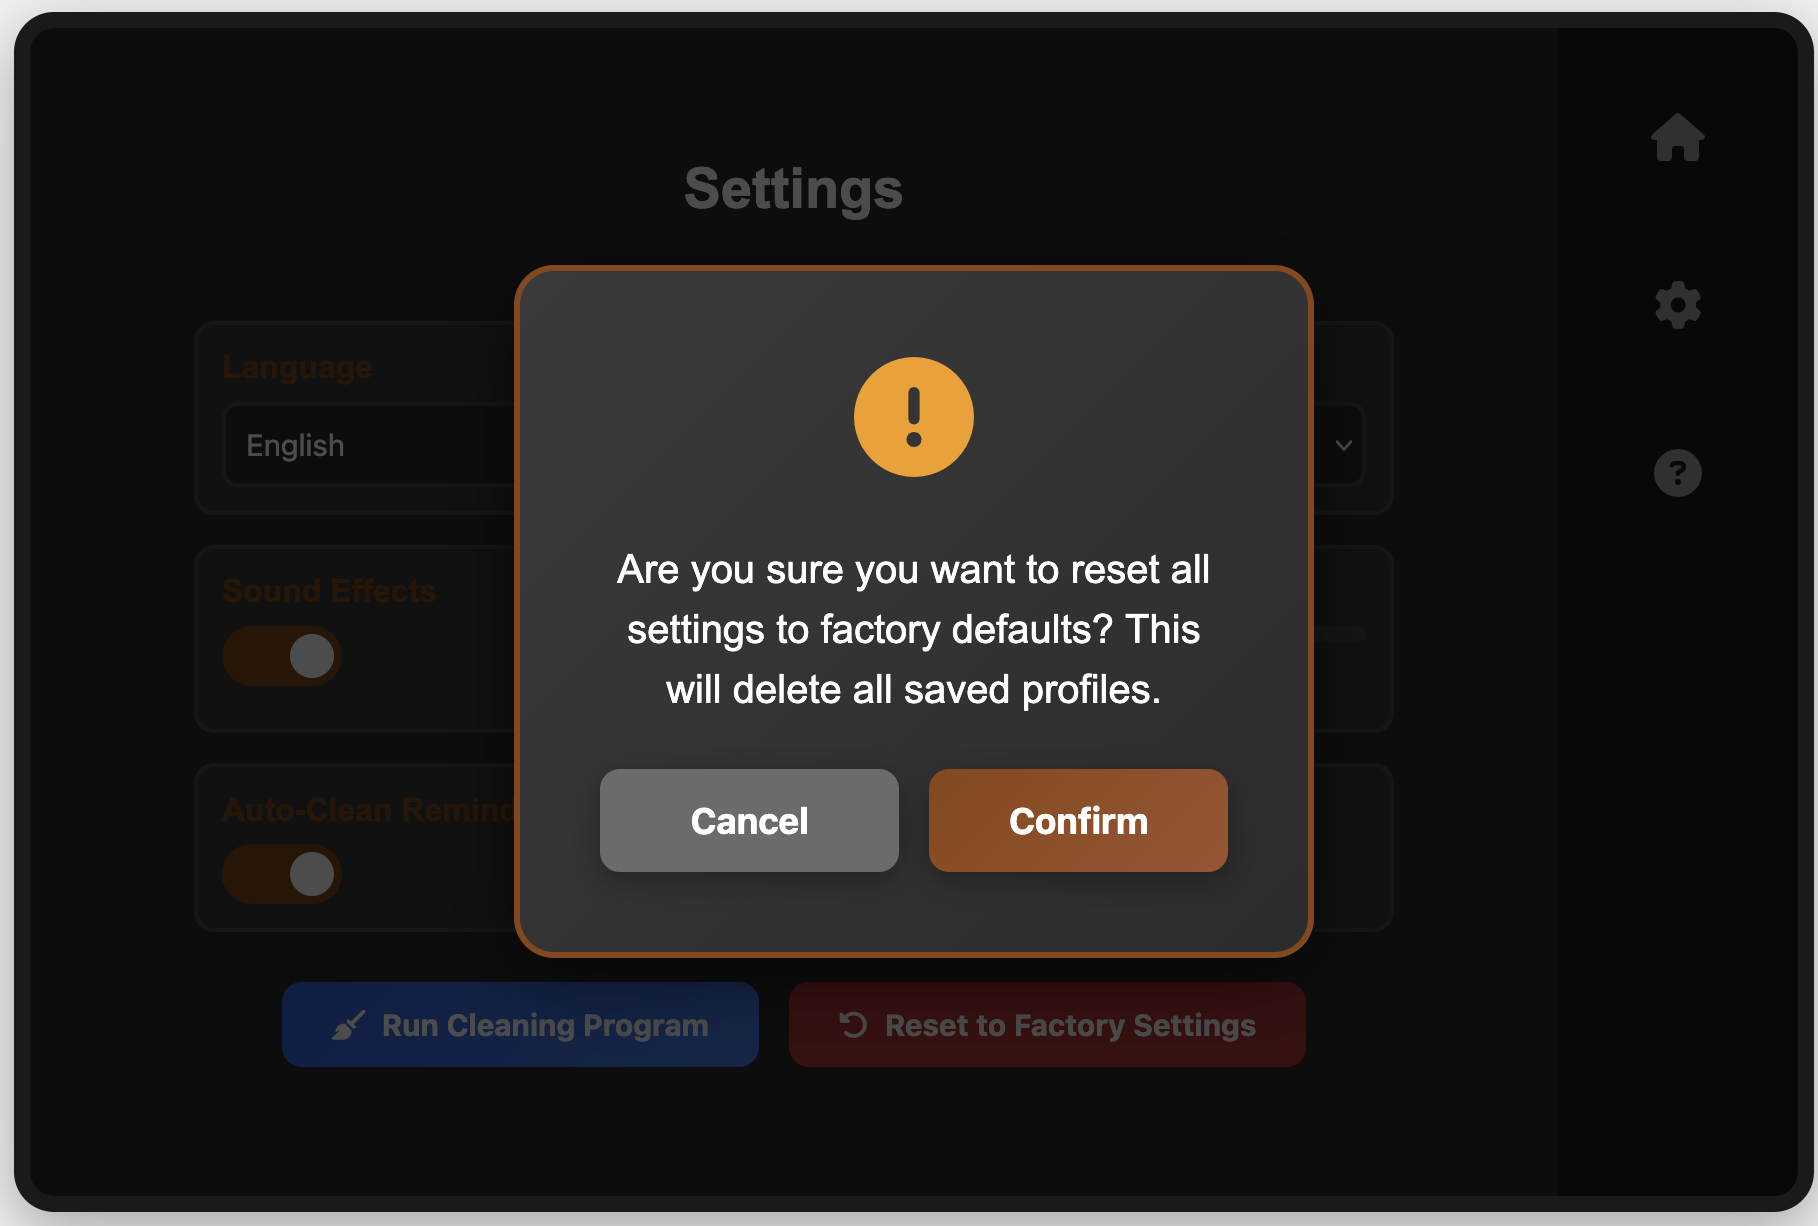 Settings
Language
English
Sound Effects
Auto-Clean
Are you sure you want to reset all
settings to factory defaults? This
will delete all saved profiles.
Cancel
Confirm
Run Cleaning Program
Reset to Factory Settings